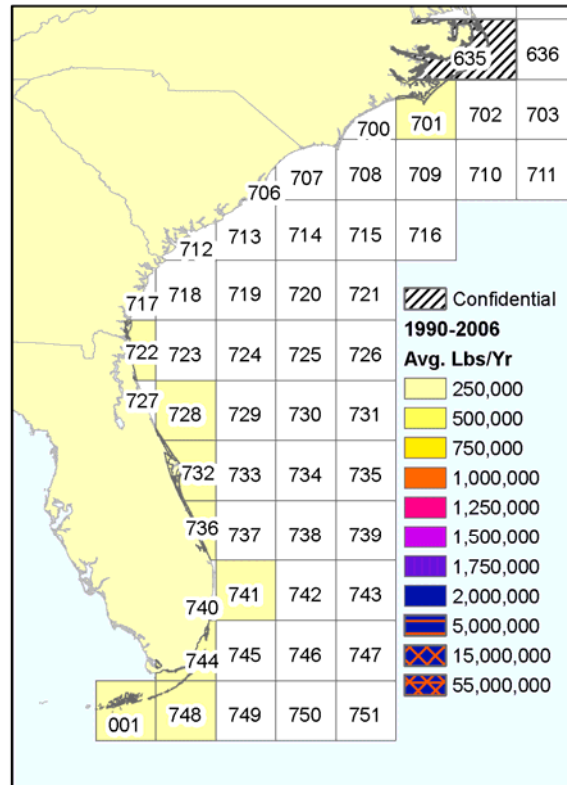 635 636
700 701 702 703
706 707 708 709 710 711
712 713 714 715 716
717 718 719 720 721
722 723 724 725 726
727 728 729 730 731
732 733 734 735
736 737 738 739
740 741 742 743
744 745 746 747
001 748 749 750 751
Confidential
1990-2006
Avg. Lbs/Yr
250,000
500,000
750,000
1,000,000
1,250,000
1,500,000
1,750,000
2,000,000
5,000,000
15,000,000
55,000,000